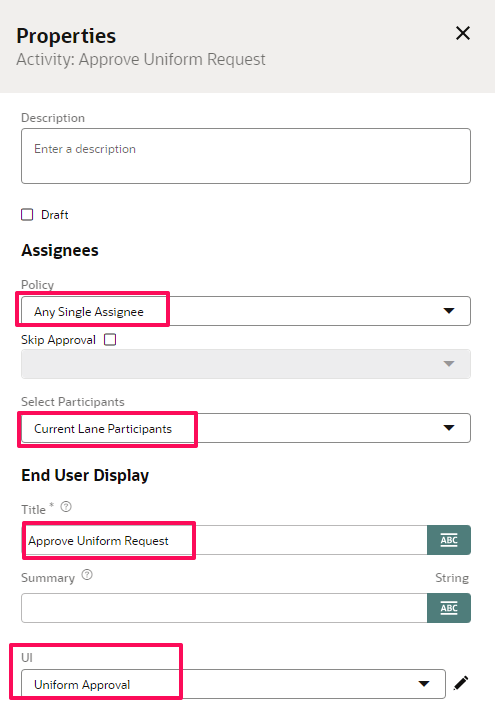 Properties
Activity: Approve Uniform Request
Description
Enter a description
Draft
Assignees
Policy
Any Single Assignee
Skip Approval
Select Participants
Current Lane Participants
End User Display
Title * ?
Approve Uniform Request
ABC
Summary ? String
ABC
UI
Uniform Approval